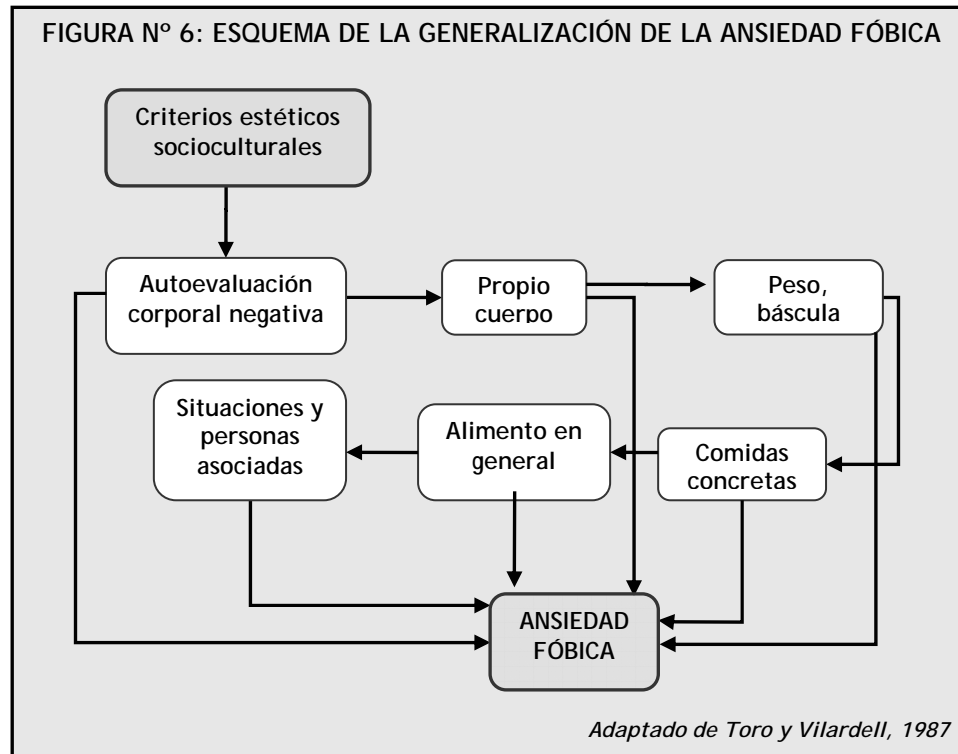 FIGURA Nº 6: ESQUEMA DE LA GENERALIZACIÓN DE LA ANSIEDAD FÓBICA
Criterios estéticos
socioculturales
Autoevaluación
corporal negativa
Propio
cuerpo
Peso,
báscula
Situaciones y
personas
asociadas
Alimento en
general
Comidas
concretas
ANSIEDAD
FÓBICA
Adaptado de Toro y Vilardell, 1987